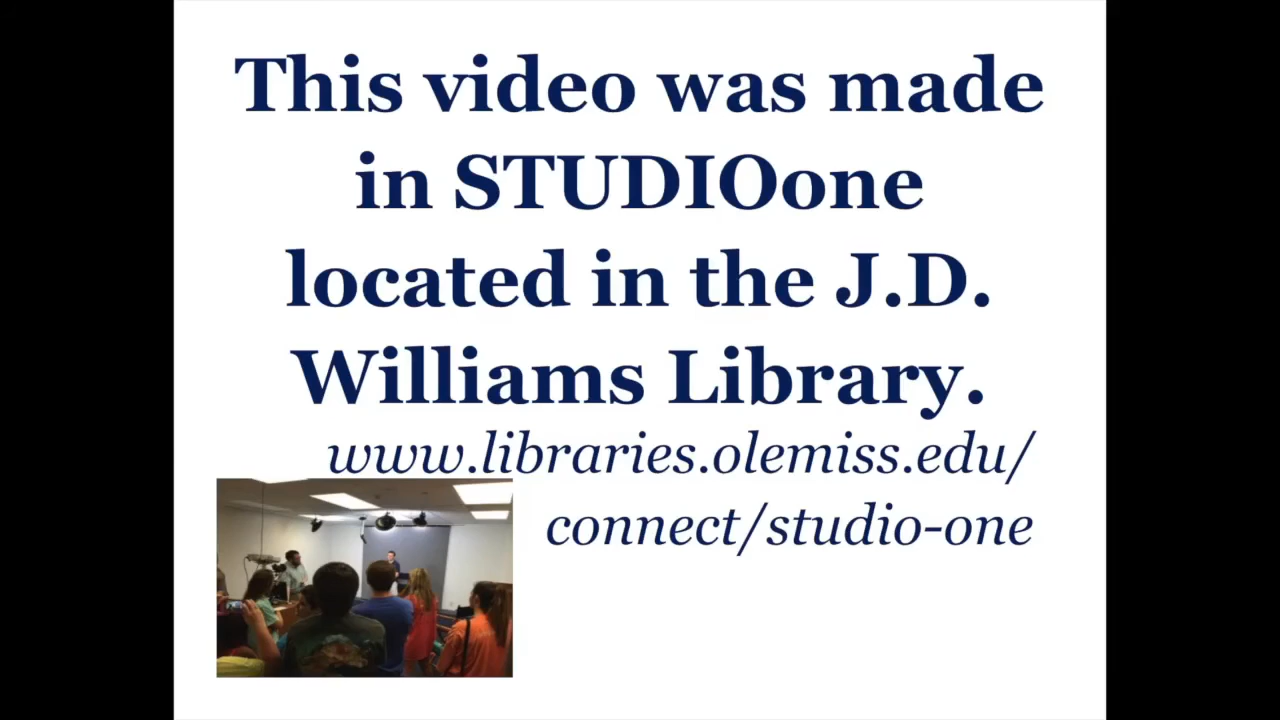 This video was made
in STUDIOone
located in the J.D.
Williams Library.
www.libraries.olemiss.edu/
connect/studio-one